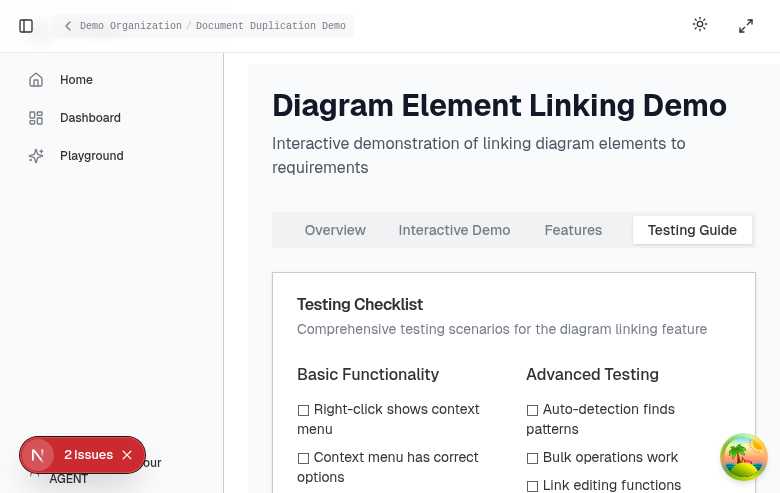 Demo Organization / Document Duplication Demo
Home
Dashboard
Playground
Diagram Element Linking Demo
Interactive demonstration of linking diagram elements to
requirements
Overview
Interactive Demo
Features
Testing Guide
Testing Checklist
Comprehensive testing scenarios for the diagram linking feature
Basic Functionality
☐ Right-click shows context
menu
☐ Context menu has correct
options
Advanced Testing
☐ Auto-detection finds
patterns
☐ Bulk operations work
☐ Link editing functions
N 2 Issues
our
AGENT